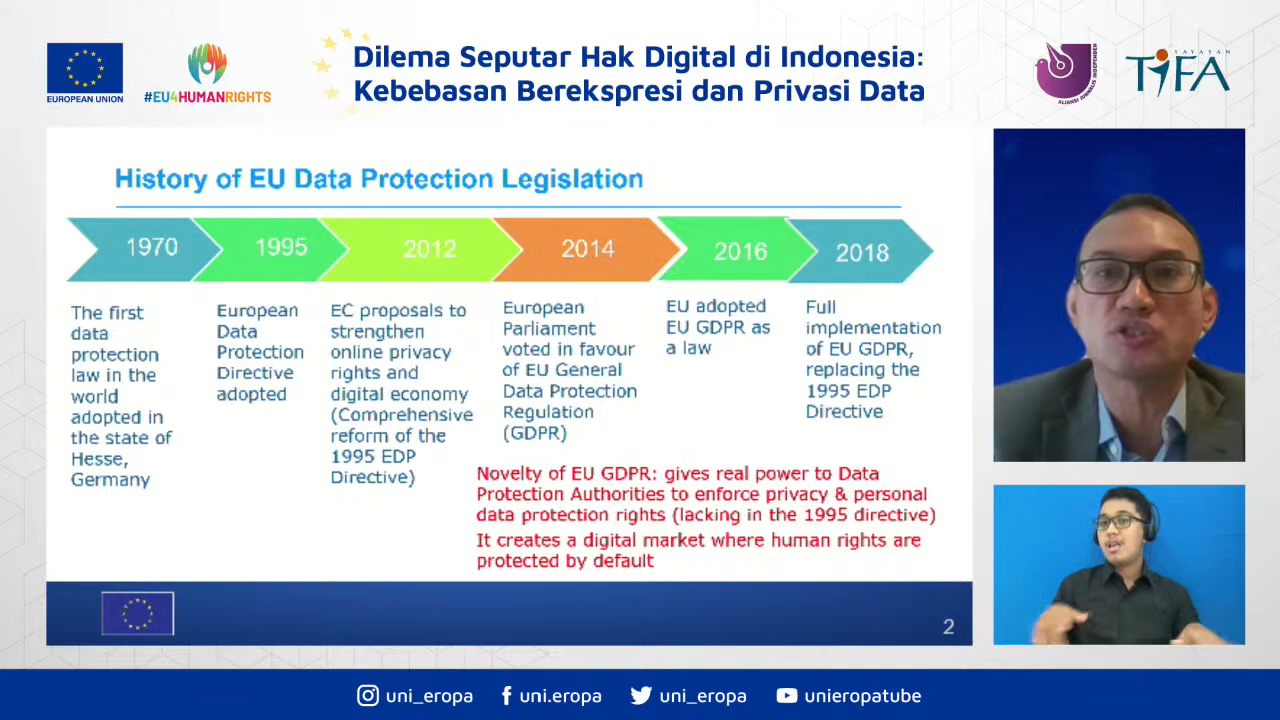 EUROPEAN UNION
#EU4HUMANRIGHTS
Dilema Seputar Hak Digital di Indonesia:
Kebebasan Berekspresi dan Privasi Data
ALIANSI JURNALIS INDEPENDEN
YAYASAN
TIFA
History of EU Data Protection Legislation
1970
1995
2012
2014
2016
2018
The first
data
protection
law in the
world
adopted in
the state of
Hesse,
Germany
European
Data
Protection
Directive
adopted
EC proposals to
strengthen
online privacy
rights and
digital economy
(Comprehensive
reform of the
1995 EDP
Directive)
European
Parliament
voted in favour
of EU General
Data Protection
Regulation
(GDPR)
EU adopted
EU GDPR as
a law
Full
implementation
of EU GDPR,
replacing the
1995 EDP
Directive
Novelty of EU GDPR: gives real power to Data
Protection Authorities to enforce privacy & personal
data protection rights (lacking in the 1995 directive)
It creates a digital market where human rights are
protected by default
2
uni_eropa
uni.eropa
uni_eropa
unieropatube